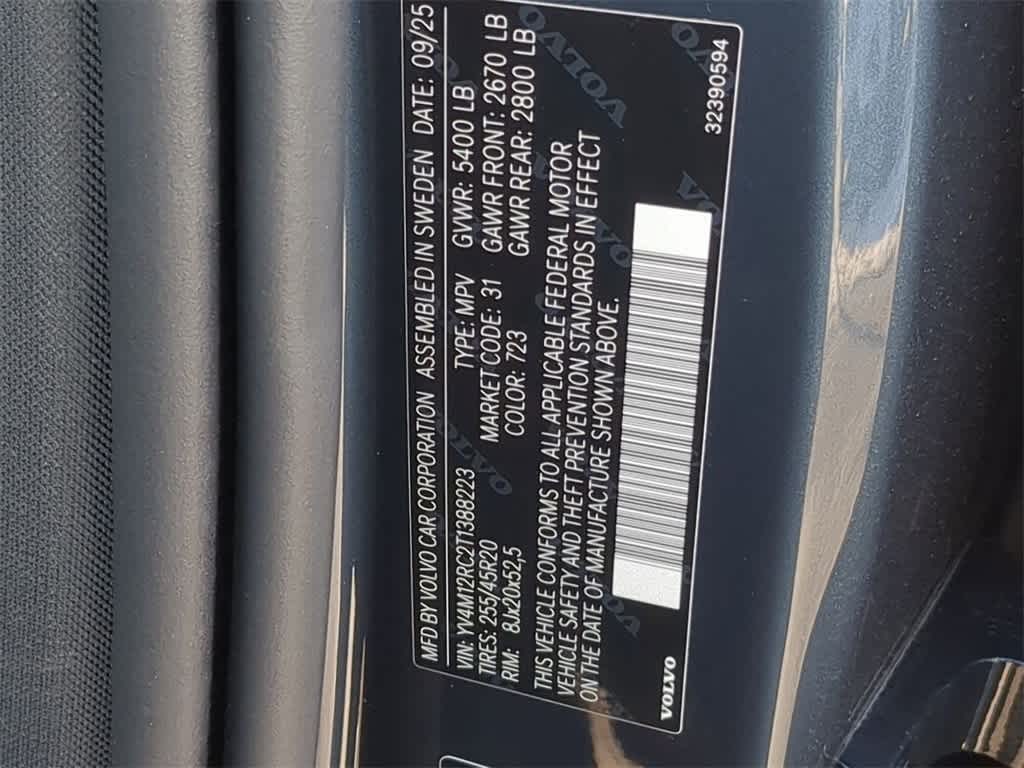 MFD BY VOLVO CAR CORPORATION ASSEMBLED IN SWEDEN DATE: 09/25
VIN: YV4M12RC2T1388223 TYPE: MPV GVWR: 5400 LB
TIRES: 255/45R20 MARKET CODE: 31 GAWR FRONT: 2670 LB
RIM: 8Jx20x52,5 COLOR: 723 GAWR REAR: 2800 LB
THIS VEHICLE CONFORMS TO ALL APPLICABLE FEDERAL MOTOR
VEHICLE SAFETY AND THEFT PREVENTION STANDARDS IN EFFECT
ON THE DATE OF MANUFACTURE SHOWN ABOVE.
VOLVO 32390594